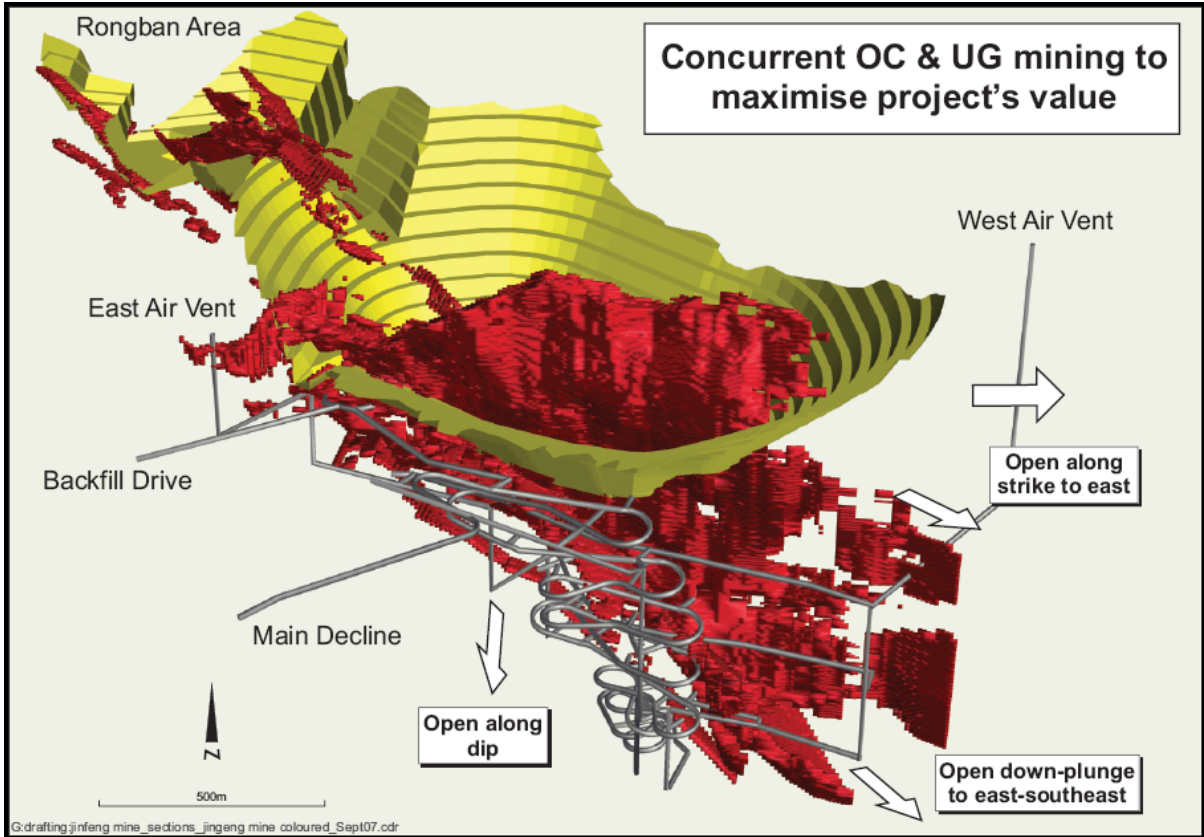 Rongban Area
Concurrent OC & UG mining to
maximise project's value
West Air Vent
East Air Vent
Open along
strike to east
Backfill Drive
Main Decline
Open along
dip
Z
Open down-plunge
to east-southeast
500m
G:drafting:jinfeng mine_sections_jingeng mine coloured_Sept07.cdr